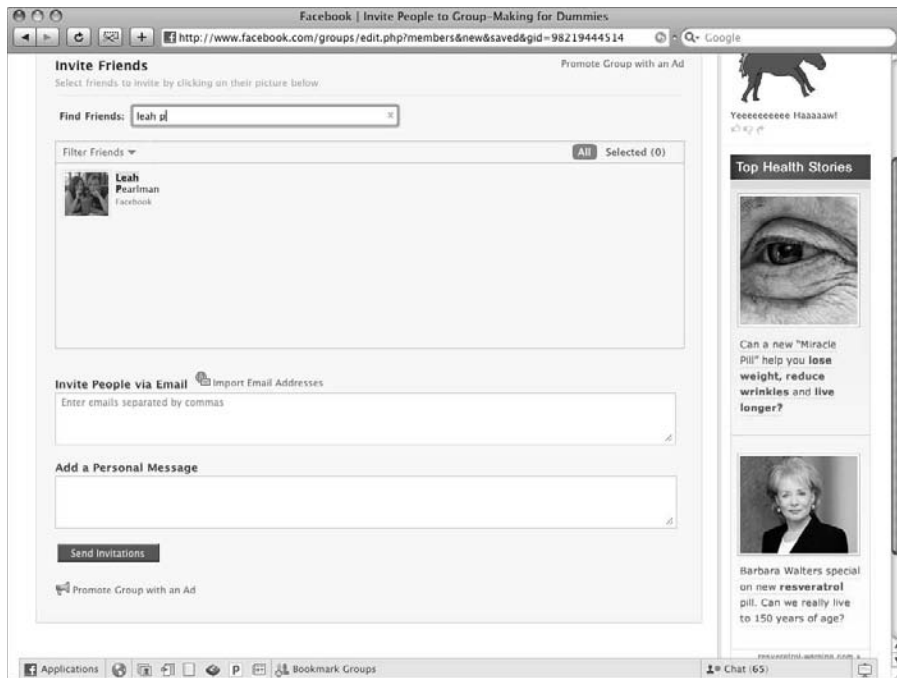 Facebook | Invite People to Group-Making for Dummies
http://www.facebook.com/groups/edit.php?members&new&saved&gid=98219444514
Google
Invite Friends
Promote Group with an Ad
Select friends to invite by clicking on their picture below.
Find Friends: leah p
Filter Friends
All Selected (0)
Leah
Pearlman
Facebook
Invite People via Email Import Email Addresses
Enter emails separated by commas
Add a Personal Message
Send Invitations
Promote Group with an Ad
Yeeeeeeeee Haaaaw!
Top Health Stories
Can a new "Miracle
Pill" help you lose
weight, reduce
wrinkles and live
longer?
Barbara Walters special
on new resveratrol
pill. Can we really live
to 150 years of age?
Applications
P
Bookmark Groups
Chat (65)